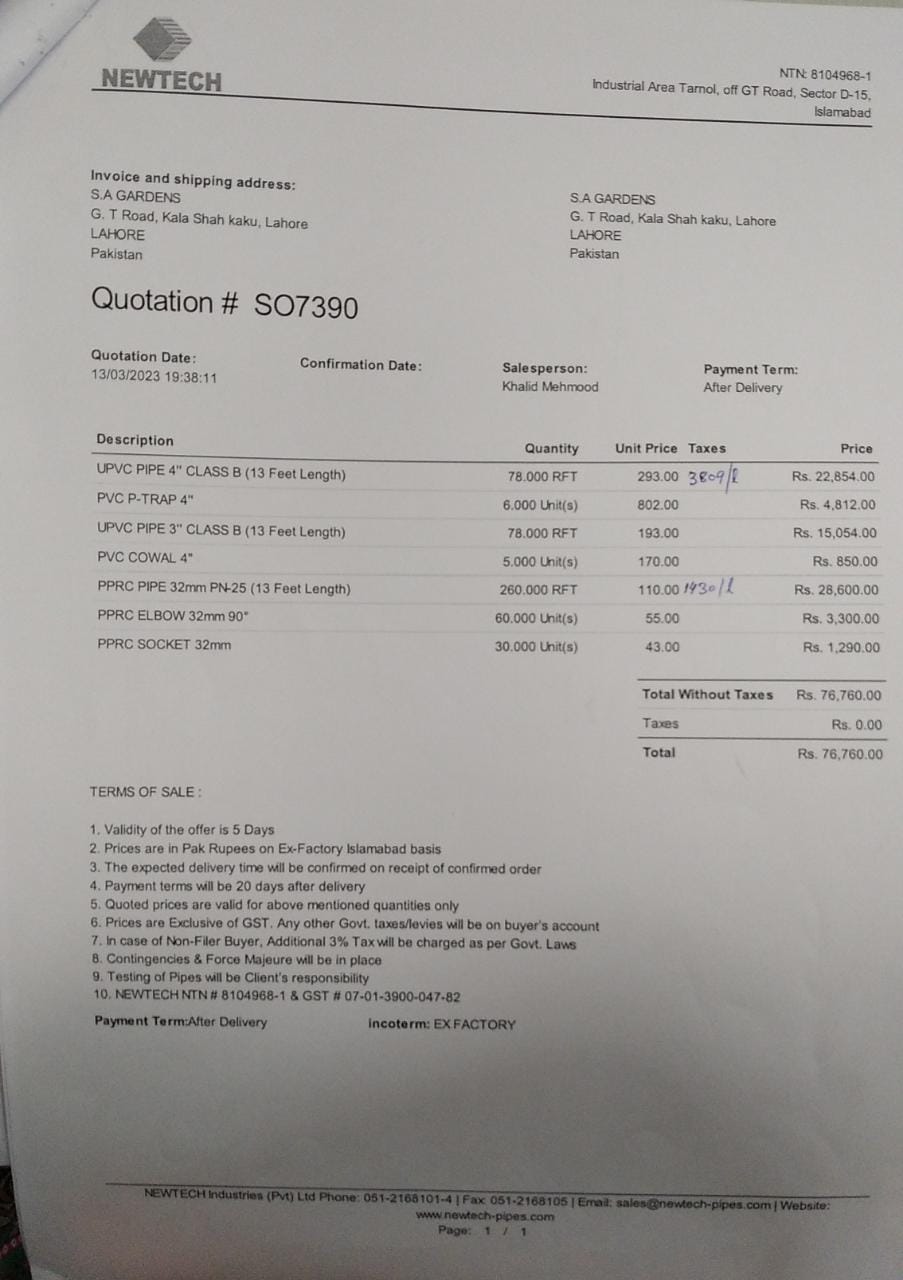 NEWTECH
NTN: 8104968-1
Industrial Area Tarnol, off GT Road, Sector D-15,
Islamabad
Invoice and shipping address:
S.A GARDENS
G. T Road, Kala Shah kaku, Lahore
LAHORE
Pakistan
S.A GARDENS
G. T Road, Kala Shah kaku, Lahore
LAHORE
Pakistan
Quotation # SO7390
Quotation Date:
13/03/2023 19:38:11
Confirmation Date:
Salesperson:
Khalid Mehmood
Payment Term:
After Delivery
Description Quantity Unit Price Taxes Price
UPVC PIPE 4" CLASS B (13 Feet Length) 78.000 RFT 293.00 3809/l Rs. 22,854.00
PVC P-TRAP 4" 6.000 Unit(s) 802.00 Rs. 4,812.00
UPVC PIPE 3" CLASS B (13 Feet Length) 78.000 RFT 193.00 Rs. 15,054.00
PVC COWAL 4" 5.000 Unit(s) 170.00 Rs. 850.00
PPRC PIPE 32mm PN-25 (13 Feet Length) 260.000 RFT 110.00 1430/l Rs. 28,600.00
PPRC ELBOW 32mm 90° 60.000 Unit(s) 55.00 Rs. 3,300.00
PPRC SOCKET 32mm 30.000 Unit(s) 43.00 Rs. 1,290.00
Total Without Taxes Rs. 76,760.00
Taxes Rs. 0.00
Total Rs. 76,760.00
TERMS OF SALE :
1. Validity of the offer is 5 Days
2. Prices are in Pak Rupees on Ex-Factory Islamabad basis
3. The expected delivery time will be confirmed on receipt of confirmed order
4. Payment terms will be 20 days after delivery
5. Quoted prices are valid for above mentioned quantities only
6. Prices are Exclusive of GST. Any other Govt. taxes/levies will be on buyer's account
7. In case of Non-Filer Buyer, Additional 3% Tax will be charged as per Govt. Laws
8. Contingencies & Force Majeure will be in place
9. Testing of Pipes will be Client's responsibility
10. NEWTECH NTN # 8104968-1 & GST # 07-01-3900-047-82
Payment Term:After Delivery Incoterm: EX FACTORY
NEWTECH Industries (Pvt) Ltd Phone: 051-2168101-4 | Fax: 051-2168105 | Email: sales@newtech-pipes.com | Website:
www.newtech-pipes.com
Page: 1 / 1